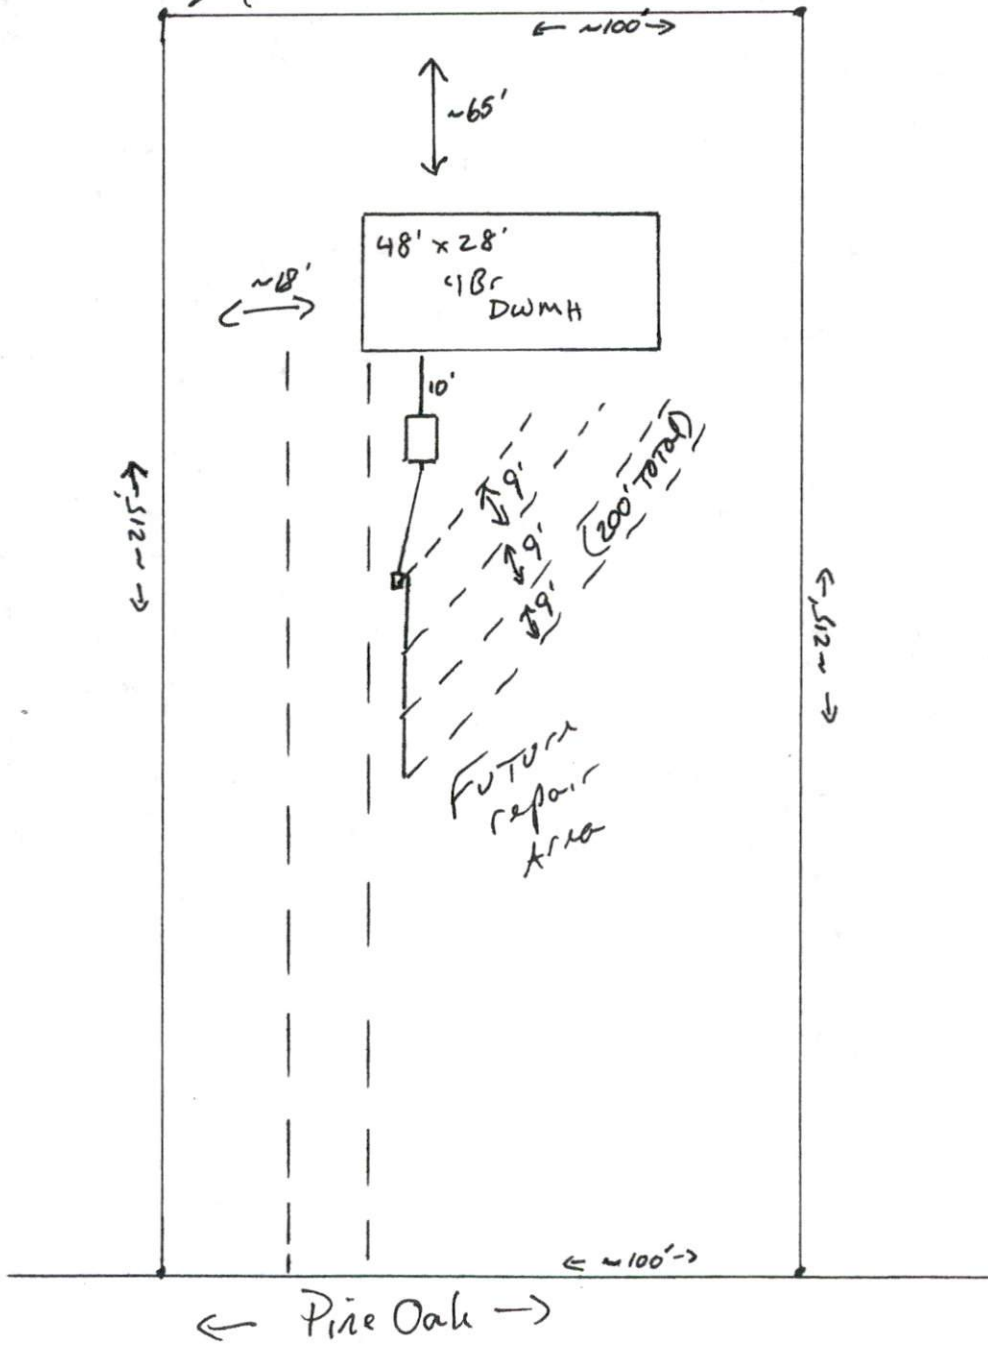 ~100'
~65'
48' x 28'
4Br
DWMH
~18'
10'
9'
9'
9'
(200' TOTAL)
~215'
~215'
FUTURE
repair
Area
~100'
Pine Oak